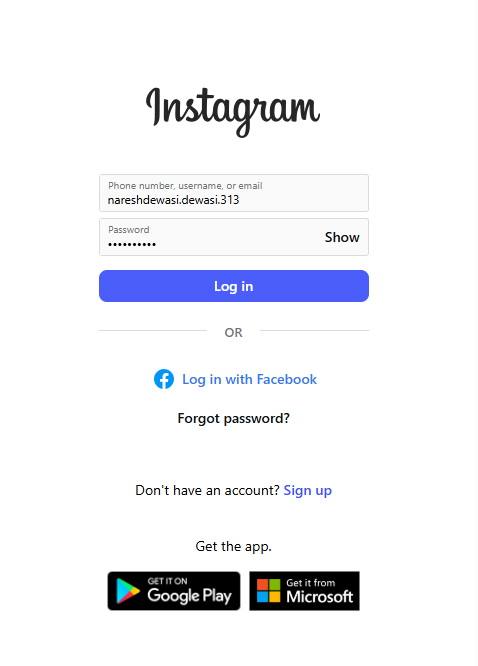 Instagram
Phone number, username, or email
nareshdewasi.dewasi.313
Password
••••••••••
Show
Log in
OR
Log in with Facebook
Forgot password?
Don't have an account? Sign up
Get the app.
GET IT ON
Google Play
Get it from
Microsoft